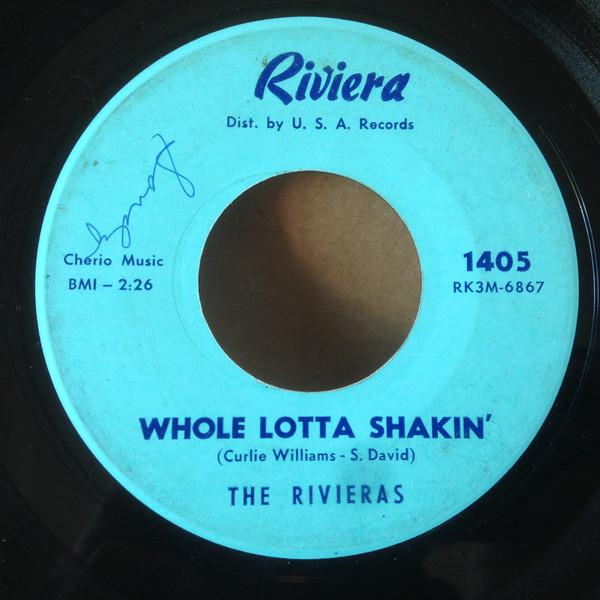 Riviera
Dist. by U. S. A. Records
Cherio Music
BMI – 2:26
1405
RK3M-6867
WHOLE LOTTA SHAKIN'
(Curlie Williams - S. David)
THE RIVIERAS